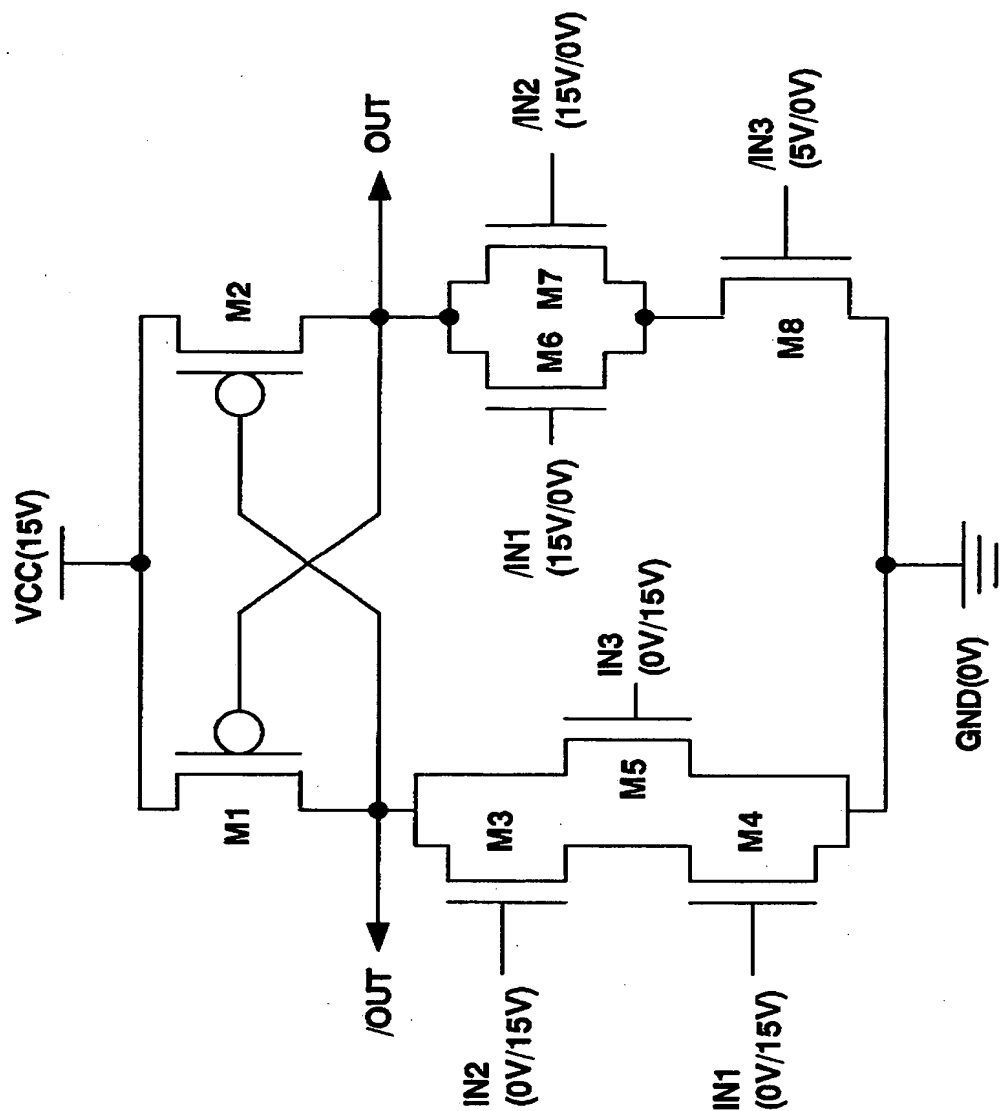 VCC(15V)
M1
M2
/OUT
OUT
IN2
(0V/15V)
M3
M5
IN3
(0V/15V)
/IN1
(15V/0V)
M6
M7
/IN2
(15V/0V)
IN1
(0V/15V)
M4
M8
/IN3
(5V/0V)
GND(0V)